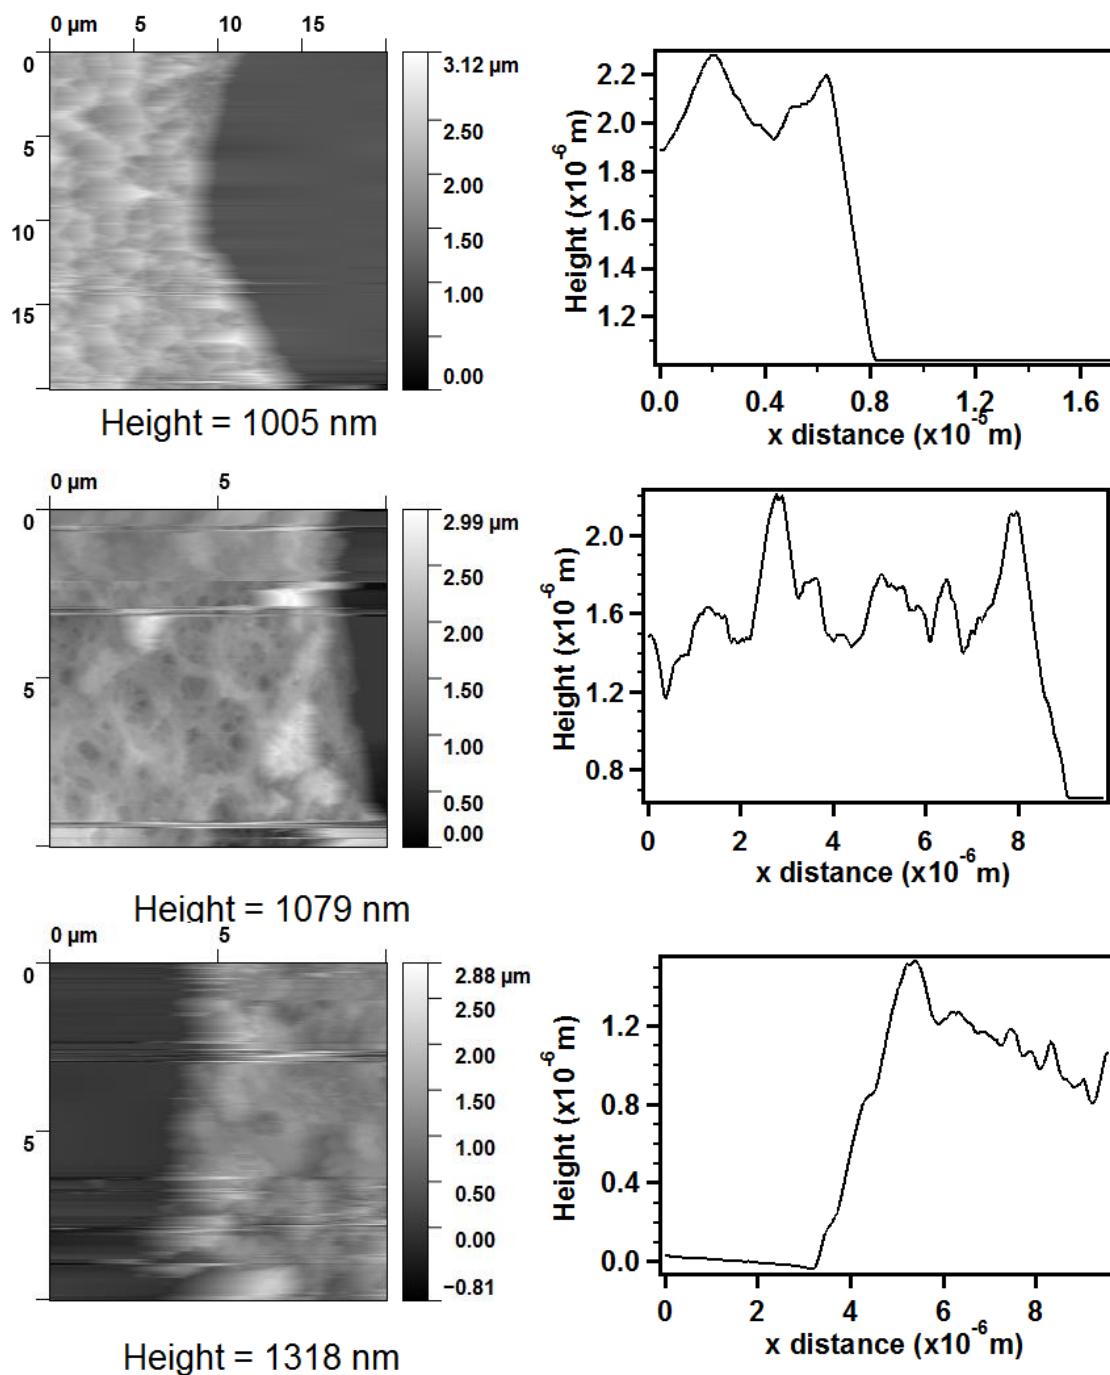 0 µm 5 10 15
0
5
10
15
3.12 µm
2.50
2.00
1.50
1.00
0.00
Height = 1005 nm
Height (x10⁻⁶ m)
2.2
2.0
1.8
1.6
1.4
1.2
0.0 0.4 0.8 1.2 1.6
x distance (x10⁻⁵ m)
0 µm 5
0
5
2.99 µm
2.50
2.00
1.50
1.00
0.50
0.00
Height = 1079 nm
Height (x10⁻⁶ m)
2.0
1.6
1.2
0.8
0 2 4 6 8
x distance (x10⁻⁶ m)
0 µm 5
0
5
2.88 µm
2.50
2.00
1.50
1.00
0.50
0.00
−0.81
Height = 1318 nm
Height (x10⁻⁶ m)
1.2
0.8
0.4
0.0
0 2 4 6 8
x distance (x10⁻⁶ m)